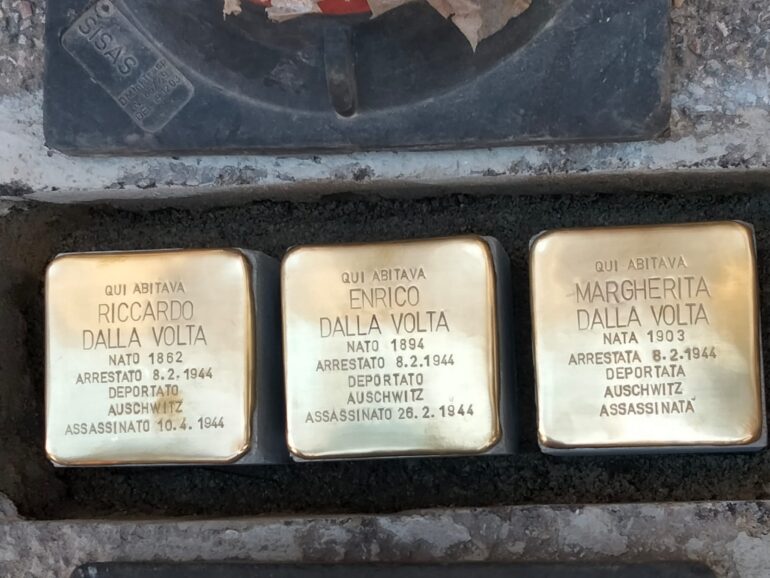 SISAS
QUI ABITAVA
RICCARDO
DALLA VOLTA
NATO 1862
ARRESTATO 8.2.1944
DEPORTATO
AUSCHWITZ
ASSASSINATO 10.4.1944
QUI ABITAVA
ENRICO
DALLA VOLTA
NATO 1894
ARRESTATO 8.2.1944
DEPORTATO
AUSCHWITZ
ASSASSINATO 26.2.1944
QUI ABITAVA
MARGHERITA
DALLA VOLTA
NATA 1903
ARRESTATA 8.2.1944
DEPORTATA
AUSCHWITZ
ASSASSINATA